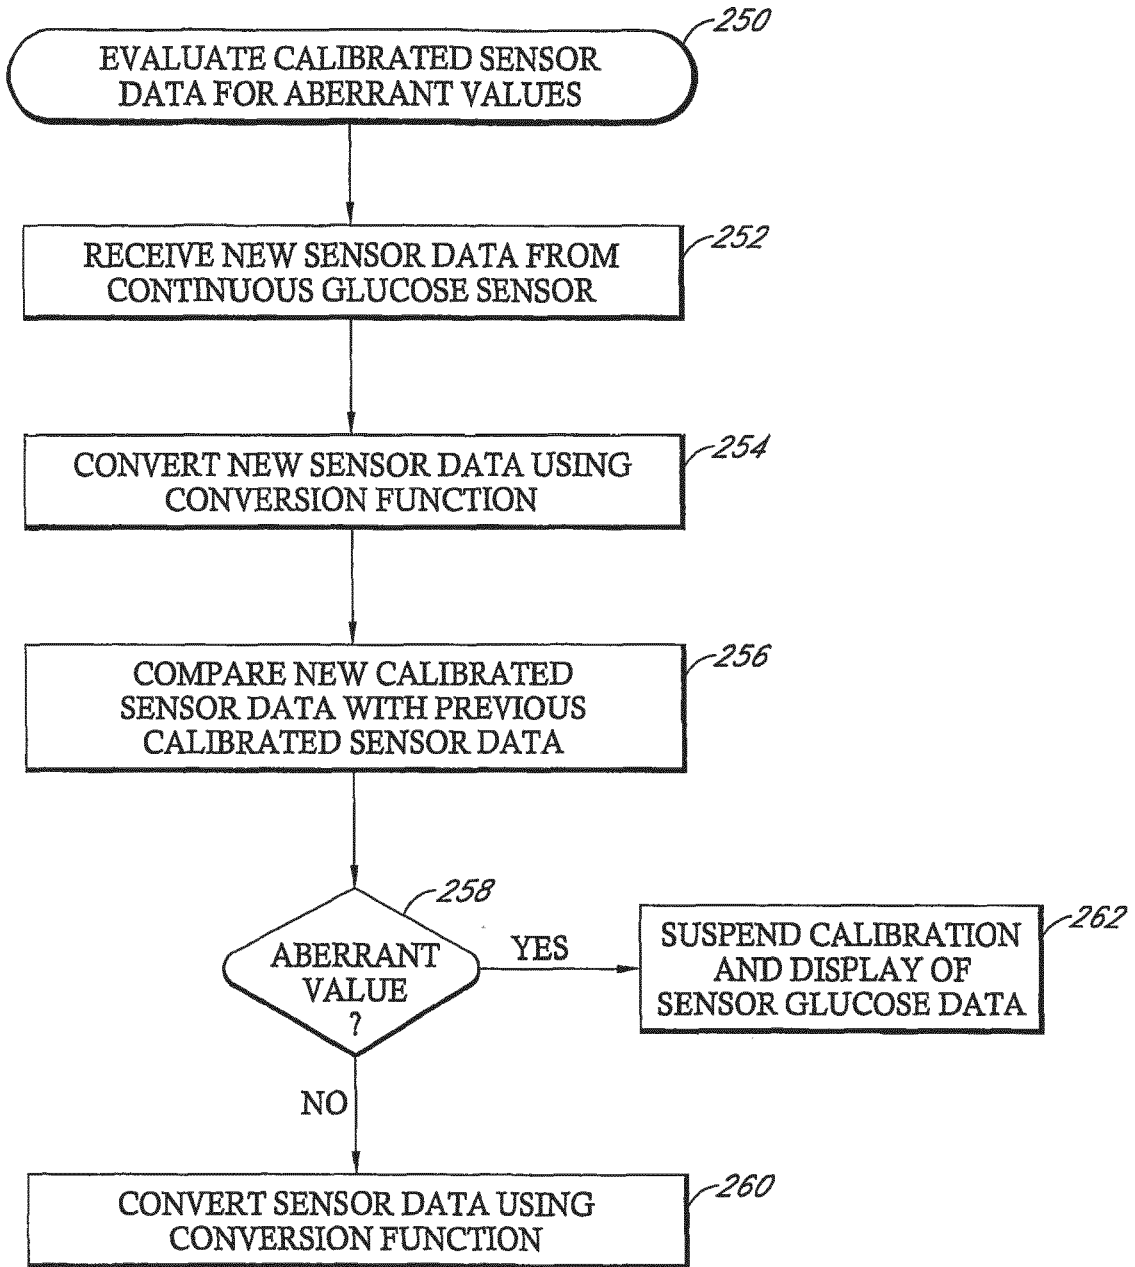 250
EVALUATE CALIBRATED SENSOR
DATA FOR ABERRANT VALUES
252
RECEIVE NEW SENSOR DATA FROM
CONTINUOUS GLUCOSE SENSOR
254
CONVERT NEW SENSOR DATA USING
CONVERSION FUNCTION
256
COMPARE NEW CALIBRATED
SENSOR DATA WITH PREVIOUS
CALIBRATED SENSOR DATA
258
ABERRANT
VALUE
?
YES
262
SUSPEND CALIBRATION
AND DISPLAY OF
SENSOR GLUCOSE DATA
NO
260
CONVERT SENSOR DATA USING
CONVERSION FUNCTION